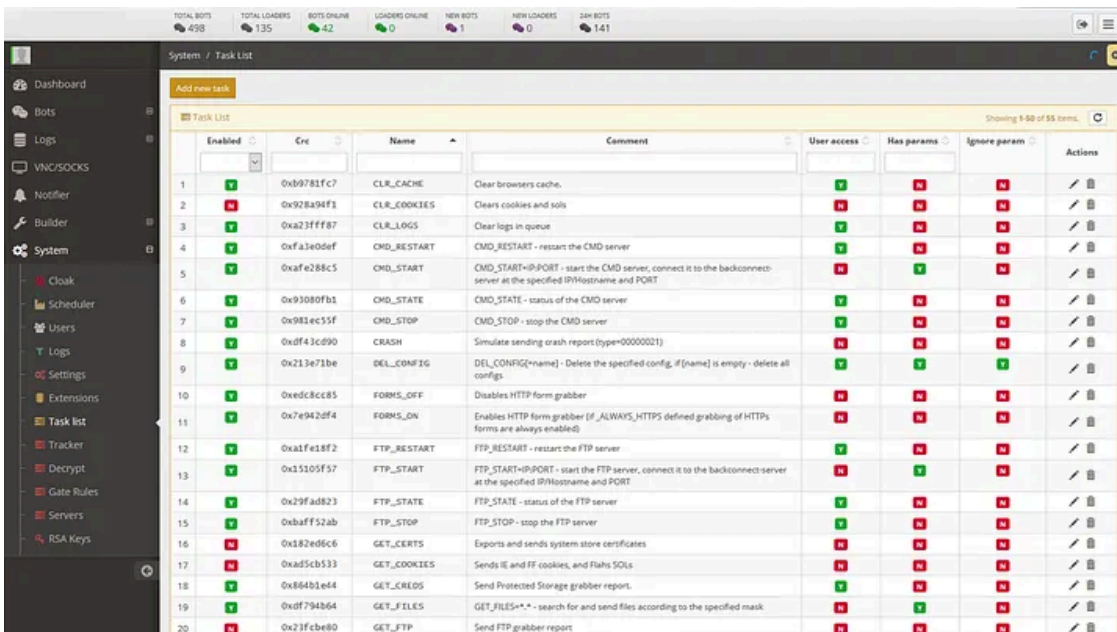 TOTAL BOTS TOTAL LOADERS BOTS ONLINE LOADERS ONLINE NEW BOTS NEW LOADERS 24H BOTS
498 135 42 0 1 0 141
System / Task List
Dashboard
Bots
Logs
VNC/SOCKS
Notifier
Builder
System
Cloak
Scheduler
Users
Logs
Settings
Extensions
Task list
Tracker
Decrypt
Gate Rules
Servers
RSA Keys
Add new task
Task List Showing 1-50 of 55 items.
Enabled Crc Name Comment User access Has params Ignore param Actions
1 Y 0xb9781fc7 CLR_CACHE Clear browsers cache. Y N N
2 N 0x928a94f1 CLR_COOKIES Clears cookies and sols N N N
3 Y 0xa23fff87 CLR_LOGS Clear logs in queue Y N N
4 Y 0xfa3e0def CMD_RESTART CMD_RESTART - restart the CMD server Y N N
5 Y 0xafe288c5 CMD_START CMD_START=IP:PORT - start the CMD server, connect it to the backconnect- N Y N
server at the specified IP/Hostname and PORT
6 Y 0x93080fb1 CMD_STATE CMD_STATE - status of the CMD server Y N N
7 Y 0x981ec55f CMD_STOP CMD_STOP - stop the CMD server Y N N
8 Y 0xdf43cd90 CRASH Simulate sending crash report (type=00000021) N N N
9 Y 0x213e71be DEL_CONFIG DEL_CONFIG[=name] - Delete the specified config, if [name] is empty - delete all Y Y Y
configs
10 Y 0xedc8cc85 FORMS_OFF Disables HTTP form grabber N N N
11 Y 0x7e942df4 FORMS_ON Enables HTTP form grabber (if _ALWAYS_HTTPS defined grabbing of HTTPs N N N
forms are always enabled)
12 Y 0xa1fe18f2 FTP_RESTART FTP_RESTART - restart the FTP server Y N N
13 Y 0x15105f57 FTP_START FTP_START=IP:PORT - start the FTP server, connect it to the backconnect-server N Y N
at the specified IP/Hostname and PORT
14 Y 0x29fad823 FTP_STATE FTP_STATE - status of the FTP server Y N N
15 Y 0xbaff52ab FTP_STOP FTP_STOP - stop the FTP server Y N N
16 N 0x182ed6c6 GET_CERTS Exports and sends system store certificates N N N
17 N 0xad5cb533 GET_COOKIES Sends IE and FF cookies, and Flahs SOLs N N N
18 Y 0x864b1e44 GET_CREDS Send Protected Storage grabber report. Y N N
19 Y 0xdf794b64 GET_FILES GET_FILES=*.* - search for and send files according to the specified mask N Y N
20 N 0x23fcbe80 GET_FTP Send FTP grabber report N N N